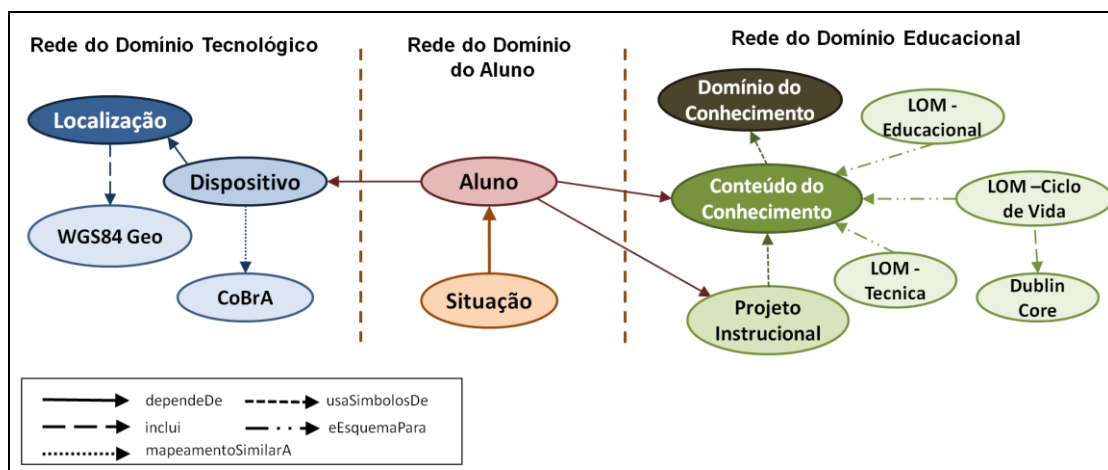 Rede do Domínio Tecnológico
Rede do Domínio
do Aluno
Rede do Domínio Educacional
Domínio do
Conhecimento
LOM -
Educacional
Localização
Dispositivo
Aluno
Conteúdo do
Conhecimento
LOM –Ciclo
de Vida
WGS84 Geo
CoBrA
Situação
Projeto
Instrucional
LOM -
Tecnica
Dublin
Core
dependeDe
usaSimbolosDe
inclui
eEsquemaPara
mapeamentoSimilarA